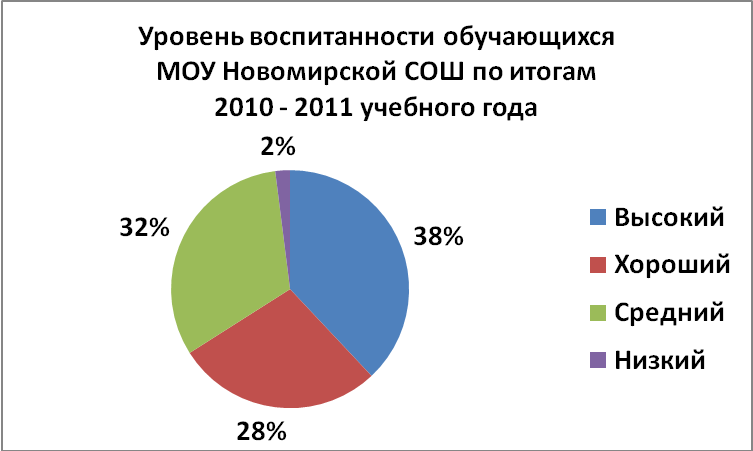 Уровень воспитанности обучающихся
МОУ Новомирской СОШ по итогам
2010 - 2011 учебного года
2%
32%
38%
28%
Высокий
Хороший
Средний
Низкий